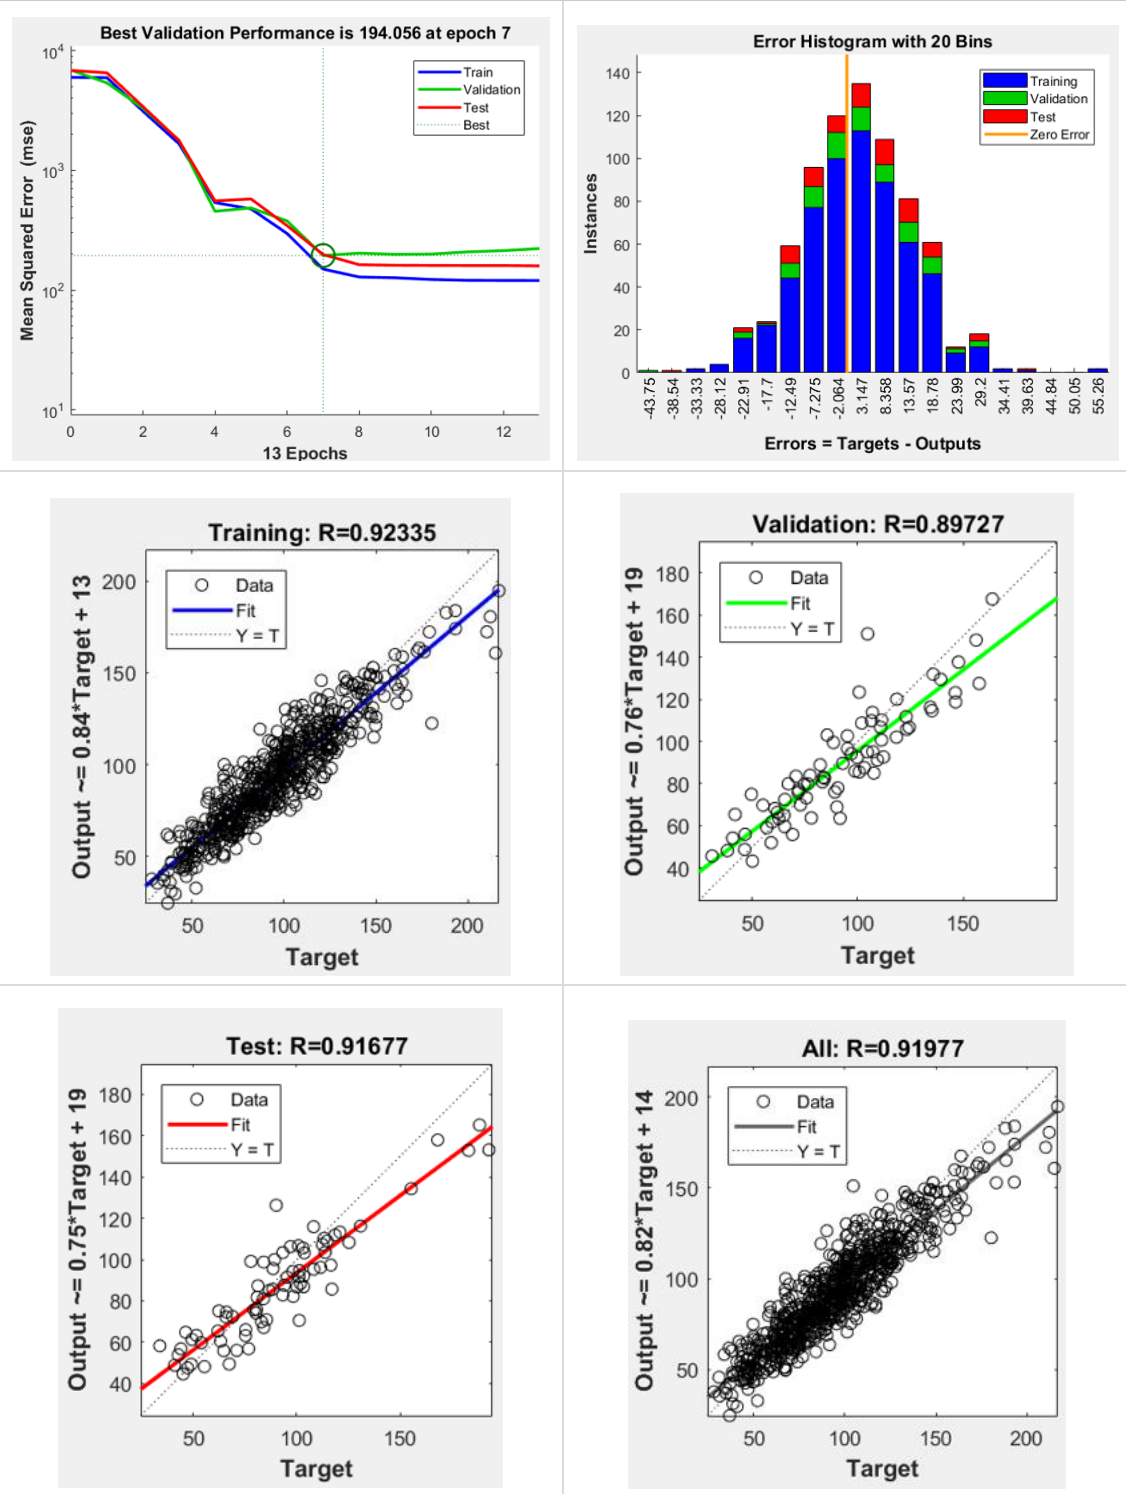 Best Validation Performance is 194.056 at epoch 7
Mean Squared Error (mse)
10^4
10^3
10^2
10^1
Train
Validation
Test
Best
0 2 4 6 8 10 12
13 Epochs
Error Histogram with 20 Bins
Instances
140
120
100
80
60
40
20
0
Training
Validation
Test
Zero Error
-43.75
-38.54
-33.33
-28.12
-22.91
-17.7
-12.49
-7.275
-2.064
3.147
8.358
13.57
18.78
23.99
29.2
34.41
39.63
44.84
50.05
55.26
Errors = Targets - Outputs
Training: R=0.92335
Output ~= 0.84*Target + 13
200
150
100
50
Data
Fit
Y = T
50 100 150 200
Target
Validation: R=0.89727
Output ~= 0.76*Target + 19
180
160
140
120
100
80
60
40
Data
Fit
Y = T
50 100 150
Target
Test: R=0.91677
Output ~= 0.75*Target + 19
180
160
140
120
100
80
60
40
Data
Fit
Y = T
50 100 150
Target
All: R=0.91977
Output ~= 0.82*Target + 14
200
150
100
50
Data
Fit
Y = T
50 100 150 200
Target